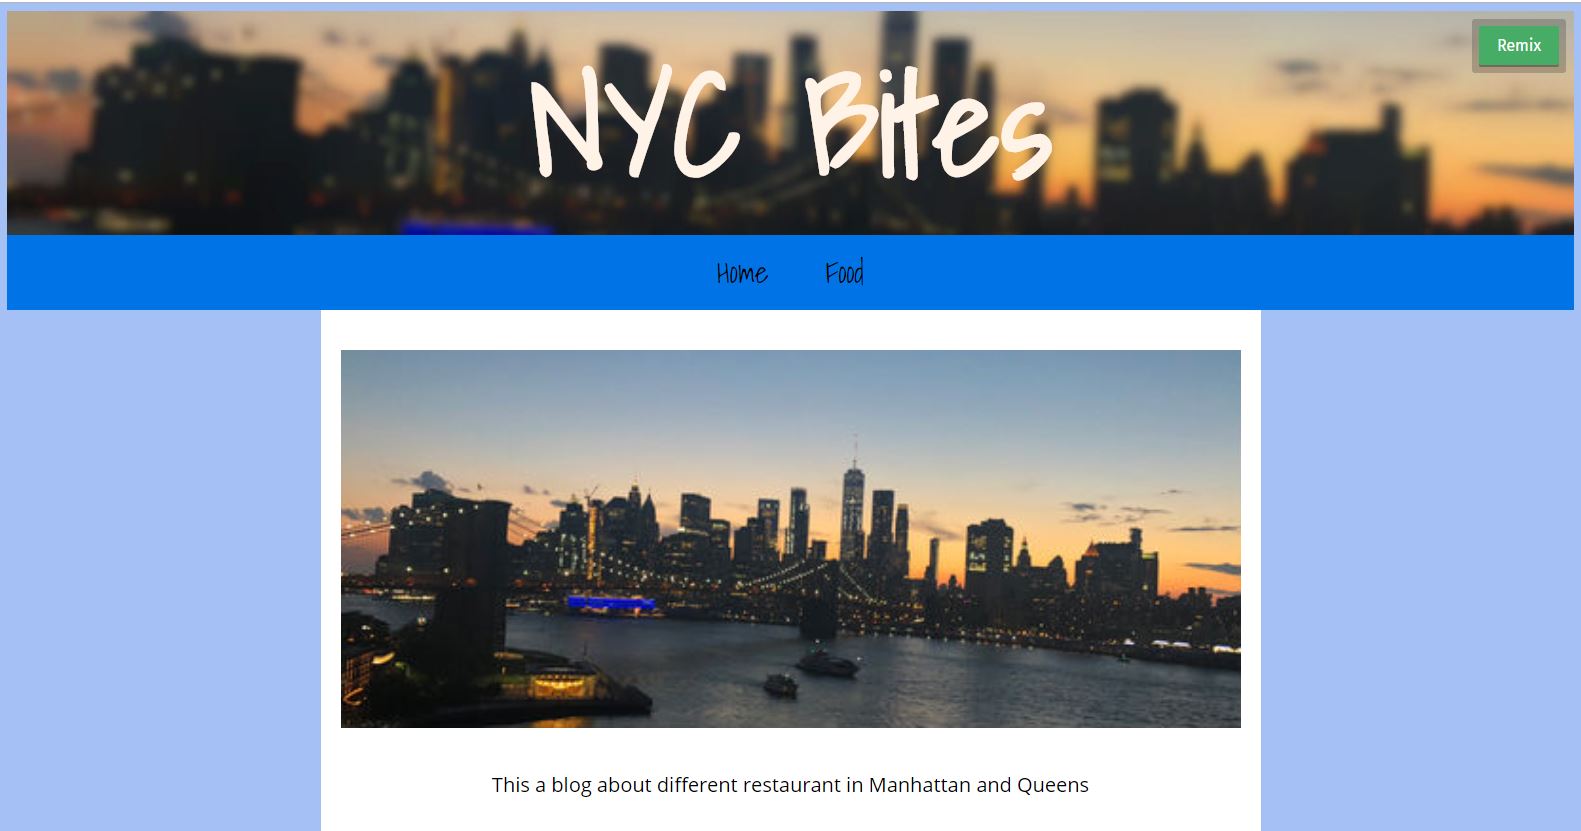 Remix
NYC Bites
Home Food
This a blog about different restaurant in Manhattan and Queens